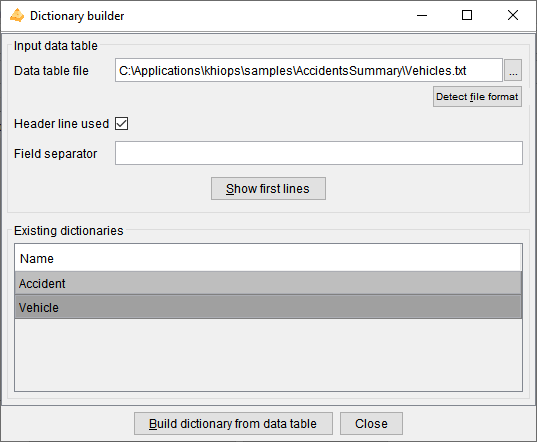 Dictionary builder
Input data table
Data table file C:\Applications\khiops\samples\AccidentsSummary\Vehicles.txt ...
Detect file format
Header line used
Field separator
Show first lines
Existing dictionaries
Name
Accident
Vehicle
Build dictionary from data table Close